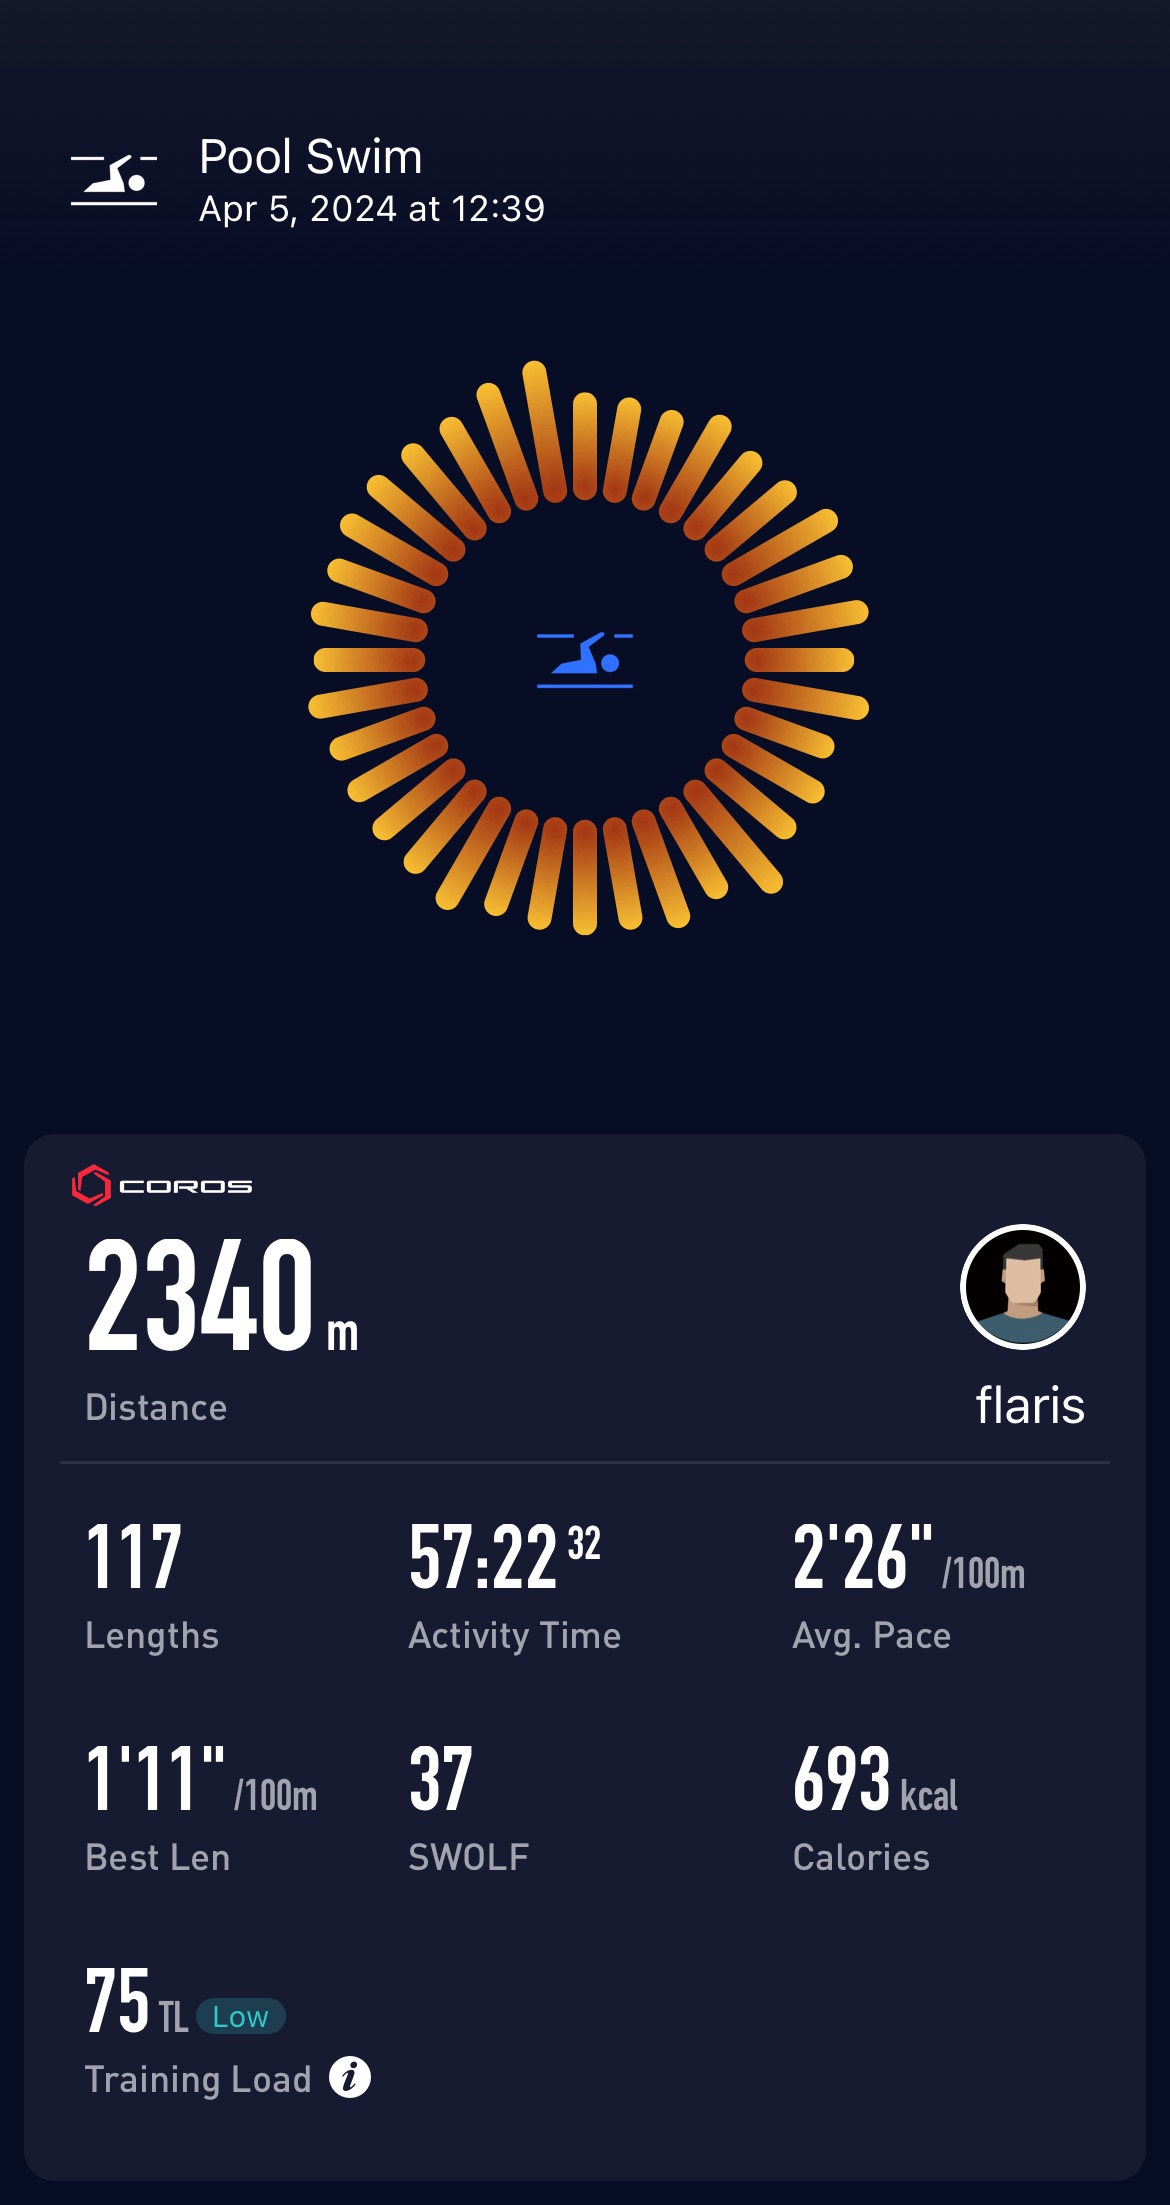 Pool Swim
Apr 5, 2024 at 12:39
COROS
2340 m
Distance
flaris
117
Lengths
57:22 32
Activity Time
2'26" /100m
Avg. Pace
1'11" /100m
Best Len
37
SWOLF
693 kcal
Calories
75 TL Low
Training Load i